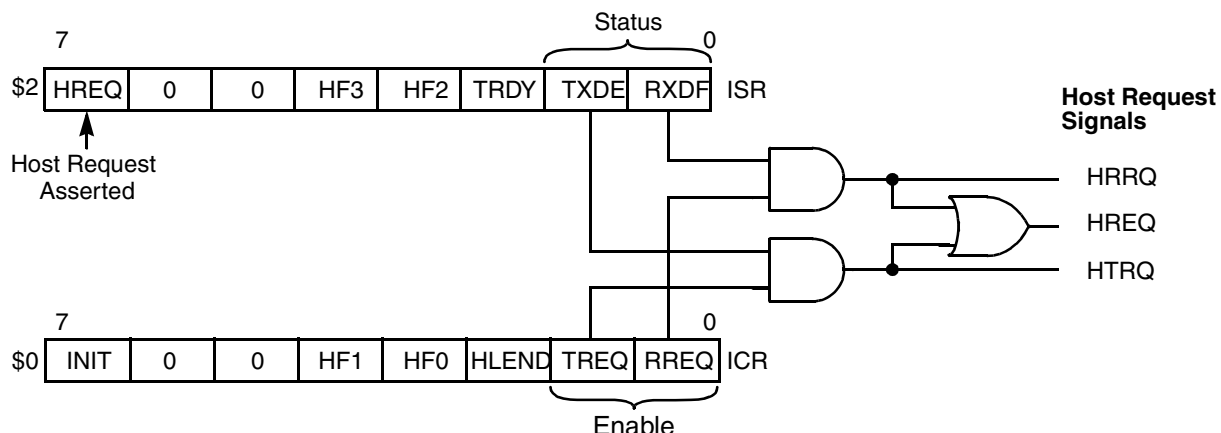 Status
7 0
$2 HREQ 0 0 HF3 HF2 TRDY TXDE RXDF ISR
Host Request
Asserted
Host Request
Signals
HRRQ
HREQ
HTRQ
7 0
$0 INIT 0 0 HF1 HF0 HLEND TREQ RREQ ICR
Enable